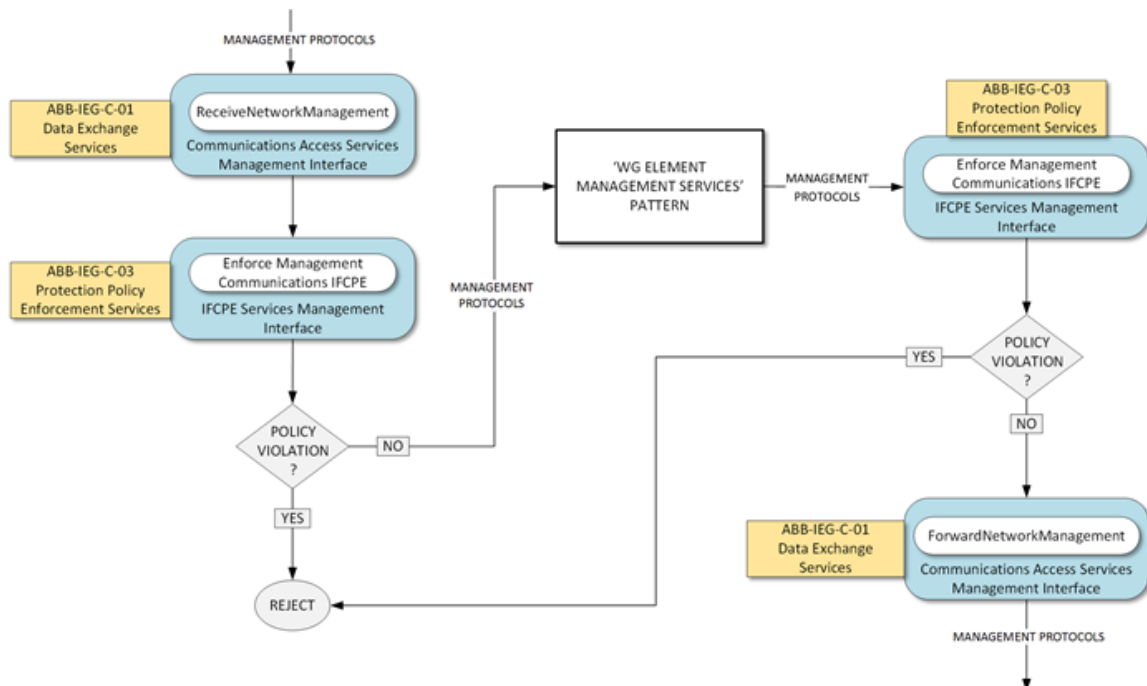 MANAGEMENT PROTOCOLS
ABB-IEG-C-01
Data Exchange
Services
ReceiveNetworkManagement
Communications Access Services
Management Interface
ABB-IEG-C-03
Protection Policy
Enforcement Services
Enforce Management
Communications IFCPE
IFCPE Services Management
Interface
POLICY
VIOLATION
?
NO
YES
REJECT
MANAGEMENT
PROTOCOLS
‘WG ELEMENT
MANAGEMENT SERVICES’
PATTERN
MANAGEMENT
PROTOCOLS
ABB-IEG-C-03
Protection Policy
Enforcement Services
Enforce Management
Communications IFCPE
IFCPE Services Management
Interface
POLICY
VIOLATION
?
YES
NO
ABB-IEG-C-01
Data Exchange
Services
ForwardNetworkManagement
Communications Access Services
Management Interface
MANAGEMENT PROTOCOLS